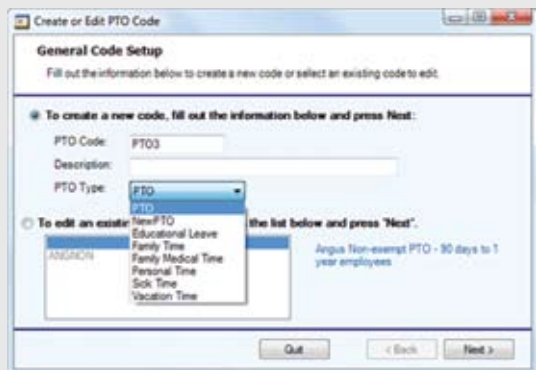 Create or Edit PTO Code
General Code Setup
Fill out the information below to create a new code or select an existing code to edit.
To create a new code, fill out the information below and press Next:
PTO Code: PTO3
Description:
PTO Type: PTO
PTO
NewPTO
Educational Leave
Family Time
Family Medical Time
Personal Time
Sick Time
Vacation Time
To edit an existin the list below and press "Next".
ANGNON
Angus Non-exempt PTO - 90 days to 1
year employees
Quit < Back Next >